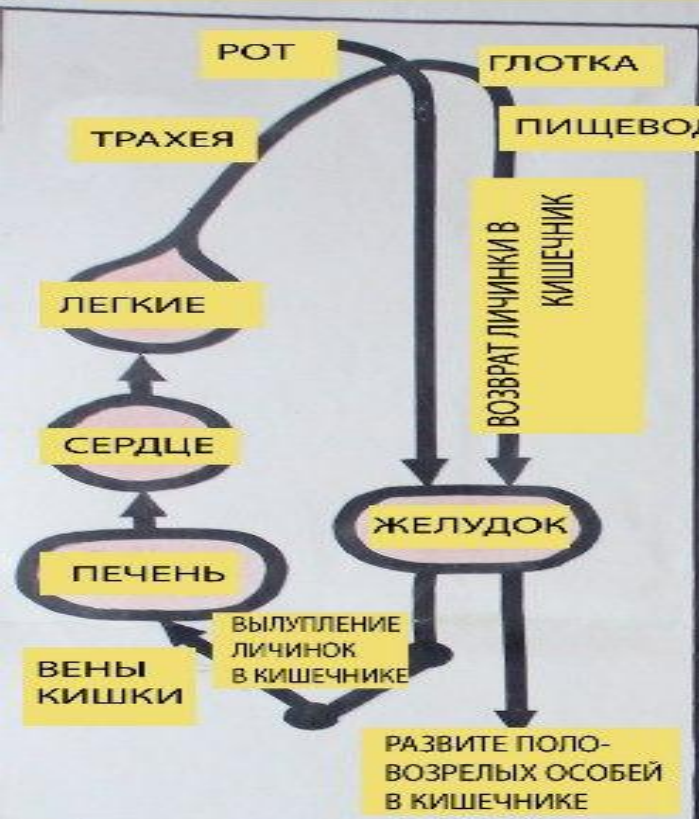 РОТ
ГЛОТКА
ТРАХЕЯ
ПИЩЕВОД
ВОЗВРАТ ЛИЧИНКИ В
КИШЕЧНИК
ЛЕГКИЕ
СЕРДЦЕ
ЖЕЛУДОК
ПЕЧЕНЬ
ВЫЛУПЛЕНИЕ
ЛИЧИНОК
В КИШЕЧНИКЕ
ВЕНЫ
КИШКИ
РАЗВИТЕ ПОЛО-
ВОЗРЕЛЫХ ОСОБЕЙ
В КИШЕЧНИКЕ